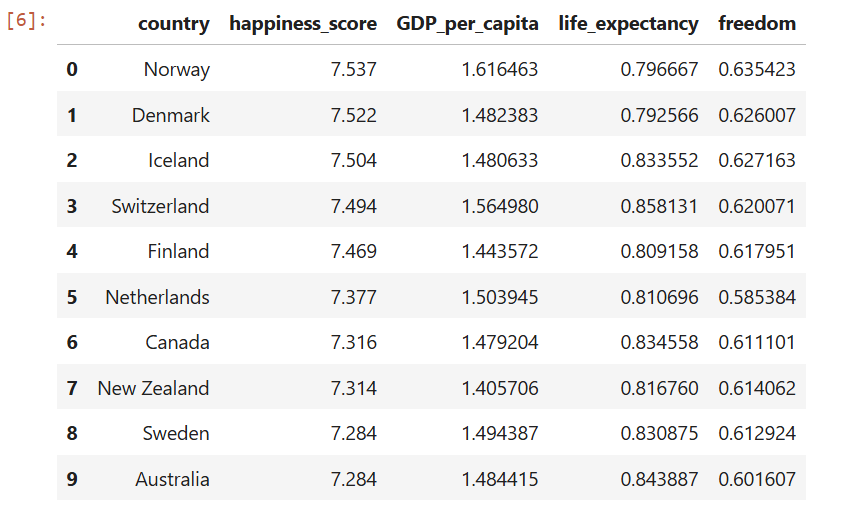 [6]: country happiness_score GDP_per_capita life_expectancy freedom
0 Norway 7.537 1.616463 0.796667 0.635423
1 Denmark 7.522 1.482383 0.792566 0.626007
2 Iceland 7.504 1.480633 0.833552 0.627163
3 Switzerland 7.494 1.564980 0.858131 0.620071
4 Finland 7.469 1.443572 0.809158 0.617951
5 Netherlands 7.377 1.503945 0.810696 0.585384
6 Canada 7.316 1.479204 0.834558 0.611101
7 New Zealand 7.314 1.405706 0.816760 0.614062
8 Sweden 7.284 1.494387 0.830875 0.612924
9 Australia 7.284 1.484415 0.843887 0.601607